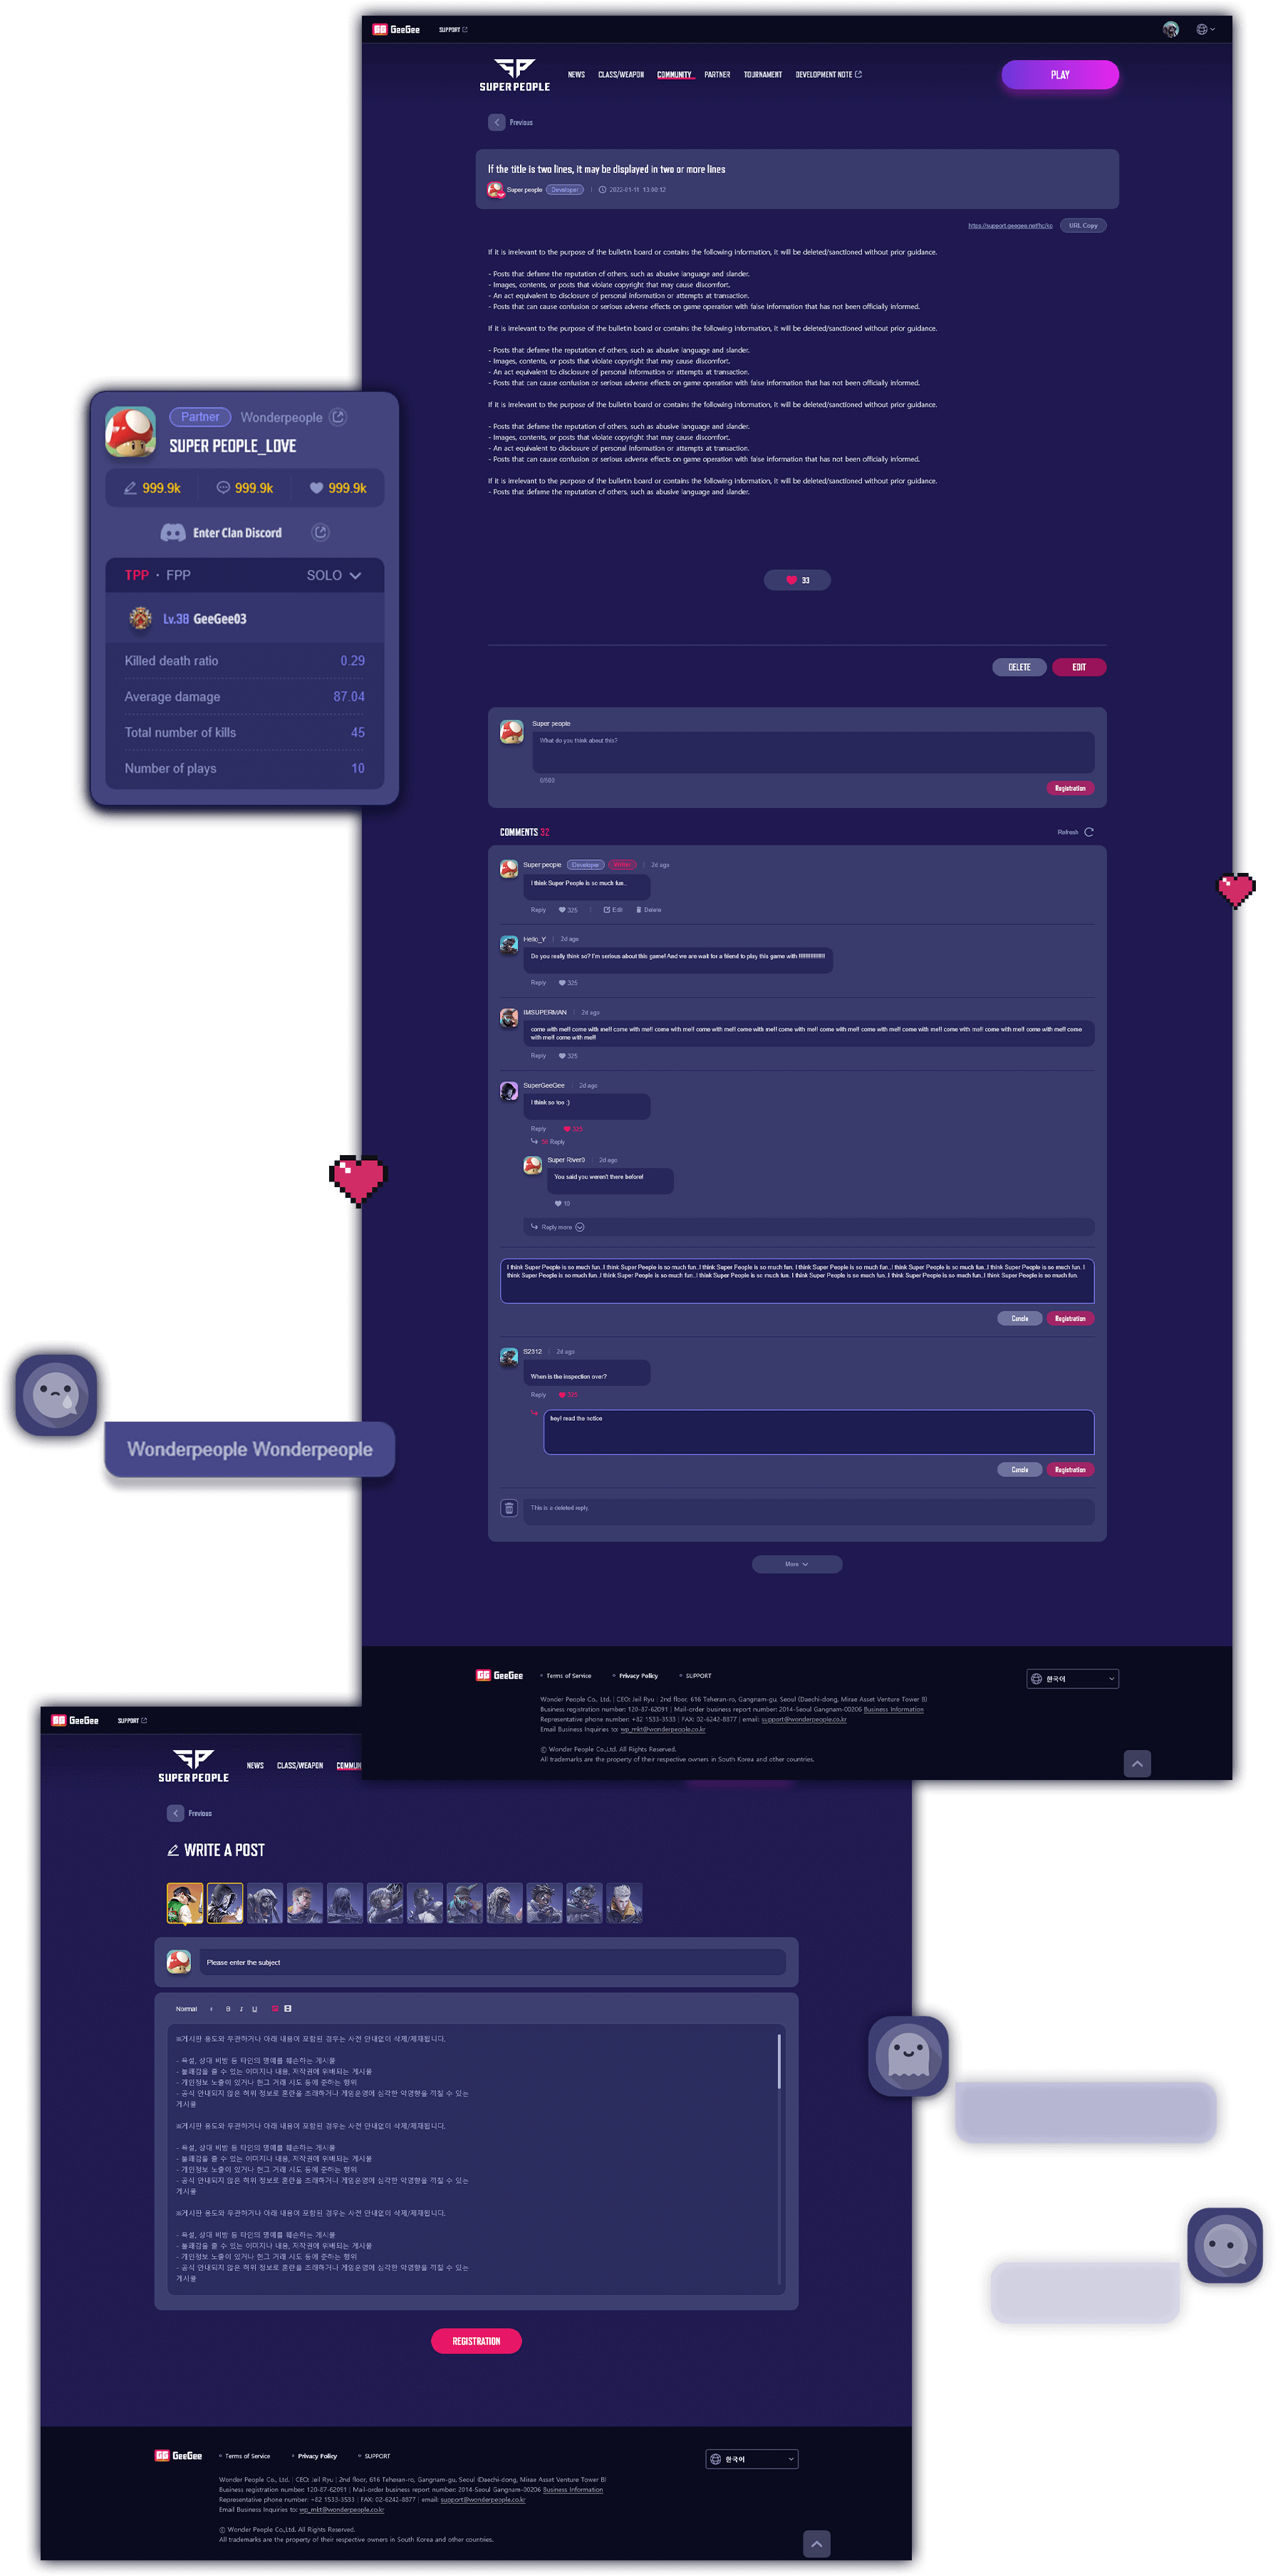 GeeGee
SUPPORT
SUPER PEOPLE
NEWS
CLASS/WEAPON
COMMUNITY
PARTNER
TOURNAMENT
DEVELOPMENT NOTE
PLAY
Previous
If the title is two lines, it may be displayed in two or more lines
Super people Developer 2022-01-11 13:00:12
https://support.geegee.net/hc/ko URL Copy
If it is irrelevant to the purpose of the bulletin board or contains the following information, it will be deleted/sanctioned without prior guidance.
- Posts that defame the reputation of others, such as abusive language and slander.
- Images, contents, or posts that violate copyright that may cause discomfort.
- An act equivalent to disclosure of personal information or attempts at transaction.
- Posts that can cause confusion or serious adverse effects on game operation with false information that has not been officially informed.
If it is irrelevant to the purpose of the bulletin board or contains the following information, it will be deleted/sanctioned without prior guidance.
- Posts that defame the reputation of others, such as abusive language and slander.
- Images, contents, or posts that violate copyright that may cause discomfort.
- An act equivalent to disclosure of personal information or attempts at transaction.
- Posts that can cause confusion or serious adverse effects on game operation with false information that has not been officially informed.
If it is irrelevant to the purpose of the bulletin board or contains the following information, it will be deleted/sanctioned without prior guidance.
- Posts that defame the reputation of others, such as abusive language and slander.
- Images, contents, or posts that violate copyright that may cause discomfort.
- An act equivalent to disclosure of personal information or attempts at transaction.
- Posts that can cause confusion or serious adverse effects on game operation with false information that has not been officially informed.
If it is irrelevant to the purpose of the bulletin board or contains the following information, it will be deleted/sanctioned without prior guidance.
- Posts that defame the reputation of others, such as abusive language and slander.
33
DELETE EDIT
Partner Wonderpeople
SUPER PEOPLE_LOVE
999.9k 999.9k 999.9k
Enter Clan Discord
TPP · FPP SOLO
Lv.38 GeeGee03
Killed death ratio 0.29
Average damage 87.04
Total number of kills 45
Number of plays 10
Super people
What do you think about this?
0/500
Registration
COMMENTS 32 Refresh
Super people Developer Writer 2d ago
I think Super People is so much fun..
Reply 325 Edit Delete
Hello_Y 2d ago
Do you really think so? I'm serious about this game! And we are wait for a friend to play this game with !!!!!!!!!!!!!!!!!!
Reply 325
IMSUPERMAN 2d ago
come with me!! come with me!! come with me!! come with me!! come with me!! come with me!! come with me!! come with me!! come with me!! come with me!! come with me!! come with me!! come with me!! come
with me!! come with me!!
Reply 325
SuperGeeGee 2d ago
I think so too :)
Reply 325
Reply
Super River0 2d ago
You said you weren't there before!
10
Reply more
I think Super People is so much fun..I think Super People is so much fun..I think Super People is so much fun. I think Super People is so much fun..I think Super People is so much fun..I think Super People is so much fun. I
think Super People is so much fun..I think Super People is so much fun..I think Super People is so much fun. I think Super People is so much fun..I think Super People is so much fun..I think Super People is so much fun.
Cancle Registration
S2312 2d ago
When is the inspection over?
Reply 325
hey! read the notice
Cancle Registration
This is a deleted reply.
More
Wonderpeople Wonderpeople
GeeGee
Terms of Service
Privacy Policy
SUPPORT
한국어
Wonder People Co., Ltd. | CEO: Jeil Ryu | 2nd floor, 616 Teheran-ro, Gangnam-gu, Seoul (Daechi-dong, Mirae Asset Venture Tower B)
Business registration number: 120-87-62091 | Mail-order business report number: 2014-Seoul Gangnam-00206 Business Information
Representative phone number: +82 1533-3533 | FAX: 02-6242-8877 | email: support@wonderpeople.co.kr
Email Business Inquiries to: wp_mkt@wonderpeople.co.kr
© Wonder People Co.,Ltd. All Rights Reserved.
All trademarks are the property of their respective owners in South Korea and other countries.
GeeGee
SUPPORT
SUPER PEOPLE
NEWS
CLASS/WEAPON
Previous
WRITE A POST
Please enter the subject
Normal B I U
※게시판 용도와 무관하거나 아래 내용이 포함된 경우는 사전 안내없이 삭제/제재됩니다.
- 욕설, 상대 비방 등 타인의 명예를 훼손하는 게시물
- 불쾌감을 줄 수 있는 이미지나 내용, 저작권에 위배되는 게시물
- 개인정보 노출이 있거나 현그 거래 시도 등에 준하는 행위
- 공식 안내되지 않은 허위 정보로 혼란을 초래하거나 게임운영에 심각한 악영향을 끼칠 수 있는
게시물
※게시판 용도와 무관하거나 아래 내용이 포함된 경우는 사전 안내없이 삭제/제재됩니다.
- 욕설, 상대 비방 등 타인의 명예를 훼손하는 게시물
- 불쾌감을 줄 수 있는 이미지나 내용, 저작권에 위배되는 게시물
- 개인정보 노출이 있거나 현그 거래 시도 등에 준하는 행위
- 공식 안내되지 않은 허위 정보로 혼란을 초래하거나 게임운영에 심각한 악영향을 끼칠 수 있는
게시물
※게시판 용도와 무관하거나 아래 내용이 포함된 경우는 사전 안내없이 삭제/제재됩니다.
- 욕설, 상대 비방 등 타인의 명예를 훼손하는 게시물
- 불쾌감을 줄 수 있는 이미지나 내용, 저작권에 위배되는 게시물
- 개인정보 노출이 있거나 현그 거래 시도 등에 준하는 행위
- 공식 안내되지 않은 허위 정보로 혼란을 초래하거나 게임운영에 심각한 악영향을 끼칠 수 있는
게시물
REGISTRATION
GeeGee
Terms of Service
Privacy Policy
SUPPORT
한국어
Wonder People Co., Ltd. | CEO: Jeil Ryu | 2nd floor, 616 Teheran-ro, Gangnam-gu, Seoul (Daechi-dong, Mirae Asset Venture Tower B)
Business registration number: 120-87-62091 | Mail-order business report number: 2014-Seoul Gangnam-00206 Business Information
Representative phone number: +82 1533-3533 | FAX: 02-6242-8877 | email: support@wonderpeople.co.kr
Email Business Inquiries to: wp_mkt@wonderpeople.co.kr
© Wonder People Co.,Ltd. All Rights Reserved.
All trademarks are the property of their respective owners in South Korea and other countries.